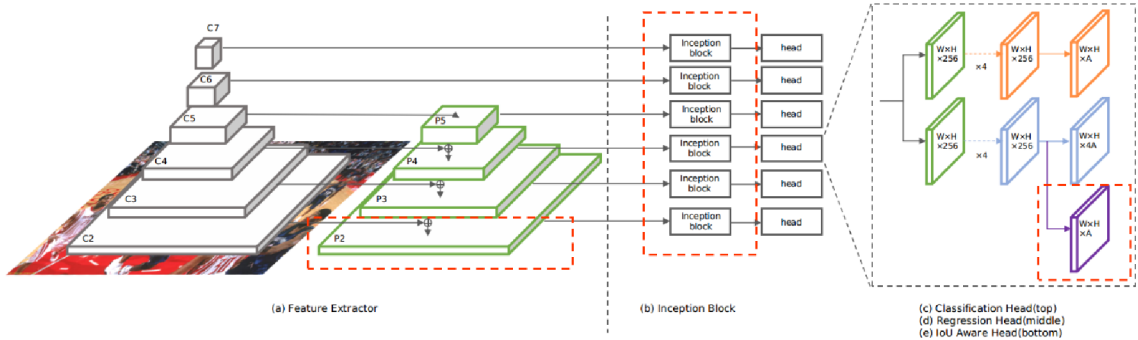 C7
C6
C5
C4
C3
C2
P5
P4
P3
P2
Inception
block
head
Inception
block
head
Inception
block
head
Inception
block
head
Inception
block
head
Inception
block
head
W×H
×256
×4
W×H
×256
W×H
×A
W×H
×256
×4
W×H
×256
W×H
×4A
W×H
×A
(a) Feature Extractor
(b) Inception Block
(c) Classification Head(top)
(d) Regression Head(middle)
(e) IoU Aware Head(bottom)